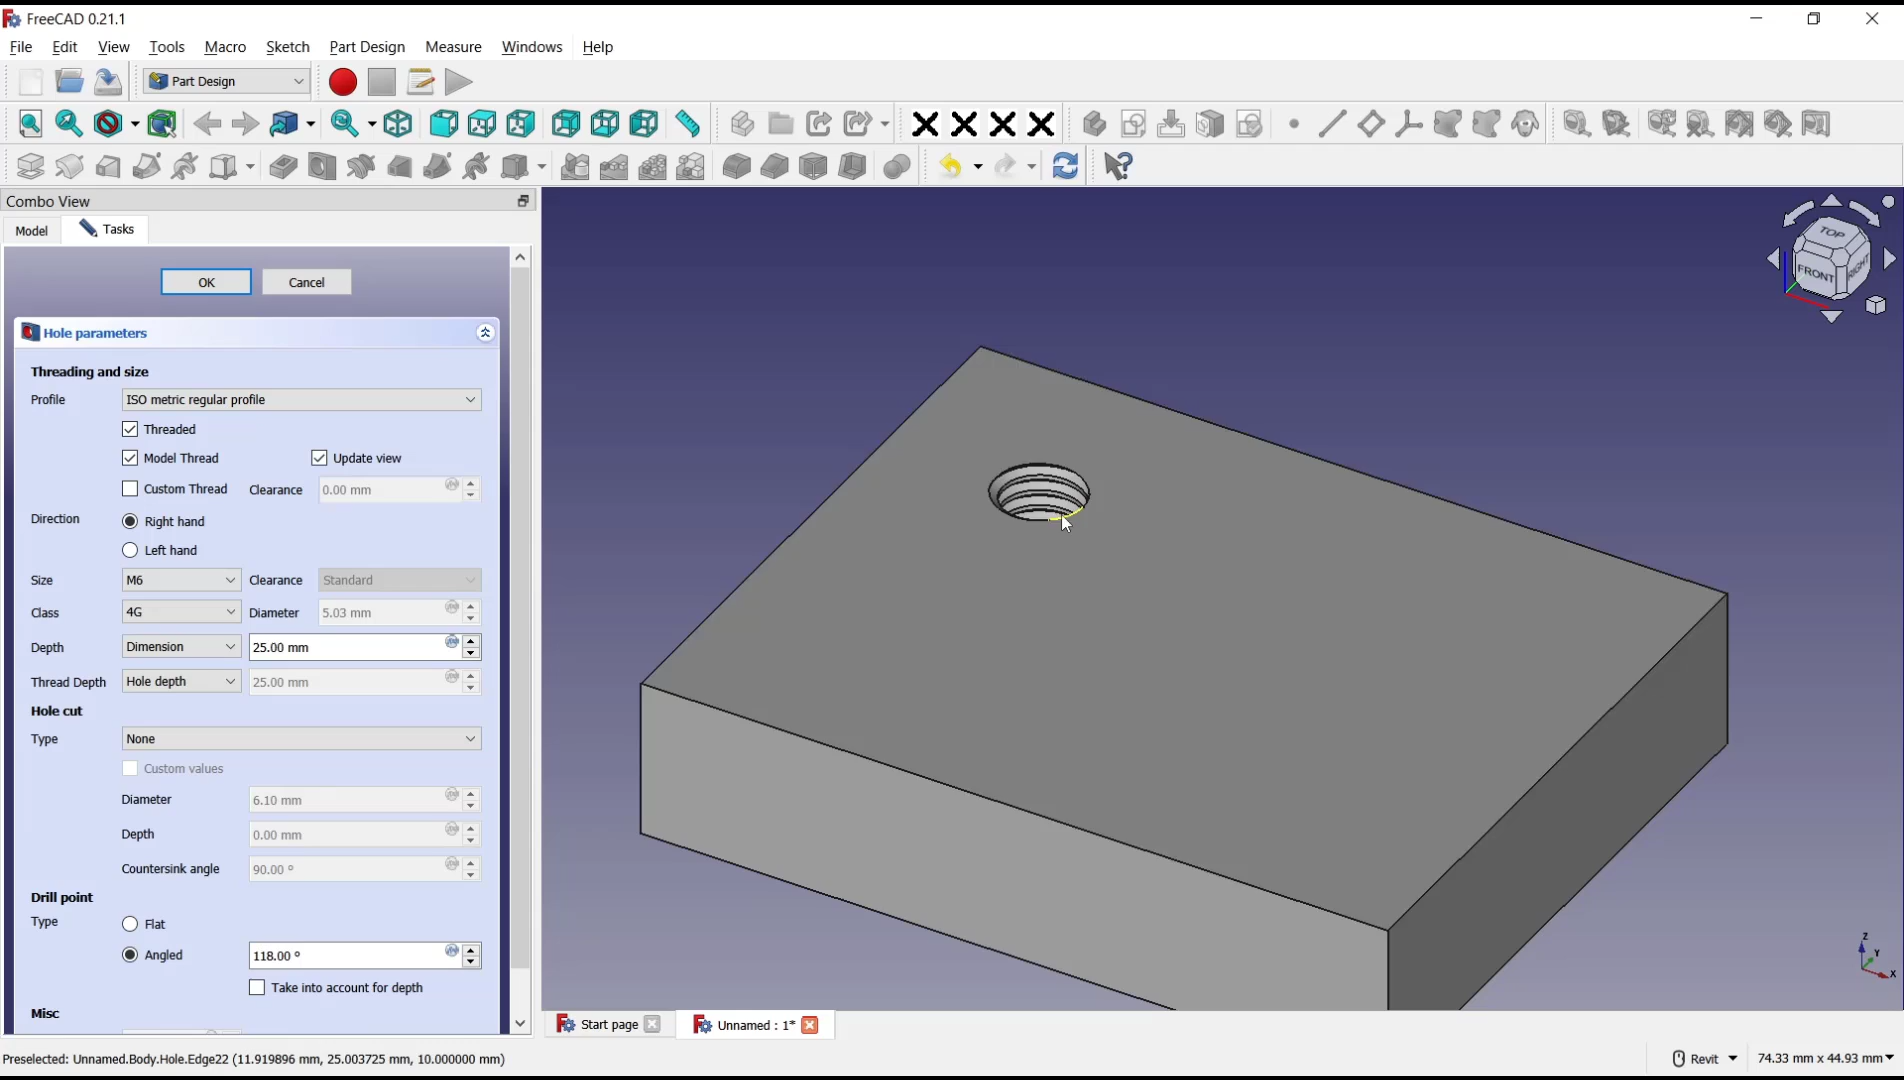 FreeCAD 0.21.1
File Edit View Tools Macro Sketch Part Design Measure Windows Help
Part Design
Combo View
Model Tasks
OK Cancel
Hole parameters
Threading and size
Profile ISO metric regular profile
Threaded
Model Thread Update view
Custom Thread Clearance 0.00 mm
Direction Right hand
Left hand
Size M6 Clearance Standard
Class 4G Diameter 5.03 mm
Depth Dimension 25.00 mm
Thread Depth Hole depth 25.00 mm
Hole cut
Type None
Custom values
Diameter 6.10 mm
Depth 0.00 mm
Countersink angle 90.00 °
Drill point
Type Flat
Angled 118.00 °
Take into account for depth
Misc
TOP
FRONT RIGHT
Z
Y
X
Start page Unnamed : 1*
Preselected: Unnamed.Body.Hole.Edge22 (11.919896 mm, 25.003725 mm, 10.000000 mm)
Revit 74.33 mm x 44.93 mm